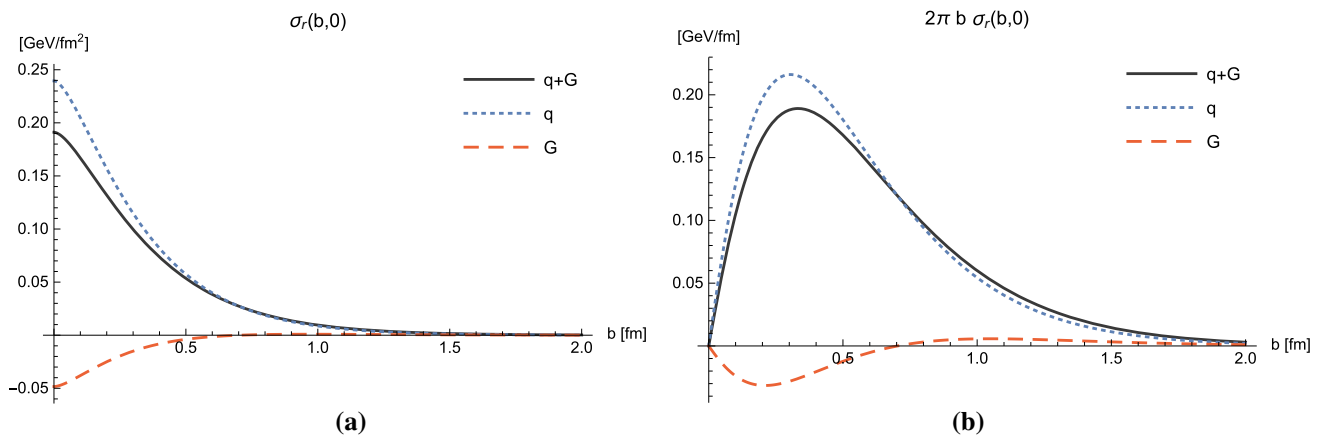 σr(b,0)
[GeV/fm²]
0.25
0.20
0.15
0.10
0.05
−0.05
0.5
1.0
1.5
2.0
b [fm]
q+G
q
G
(a)
2π b σr(b,0)
[GeV/fm]
0.20
0.15
0.10
0.05
0.5
1.0
1.5
2.0
b [fm]
q+G
q
G
(b)